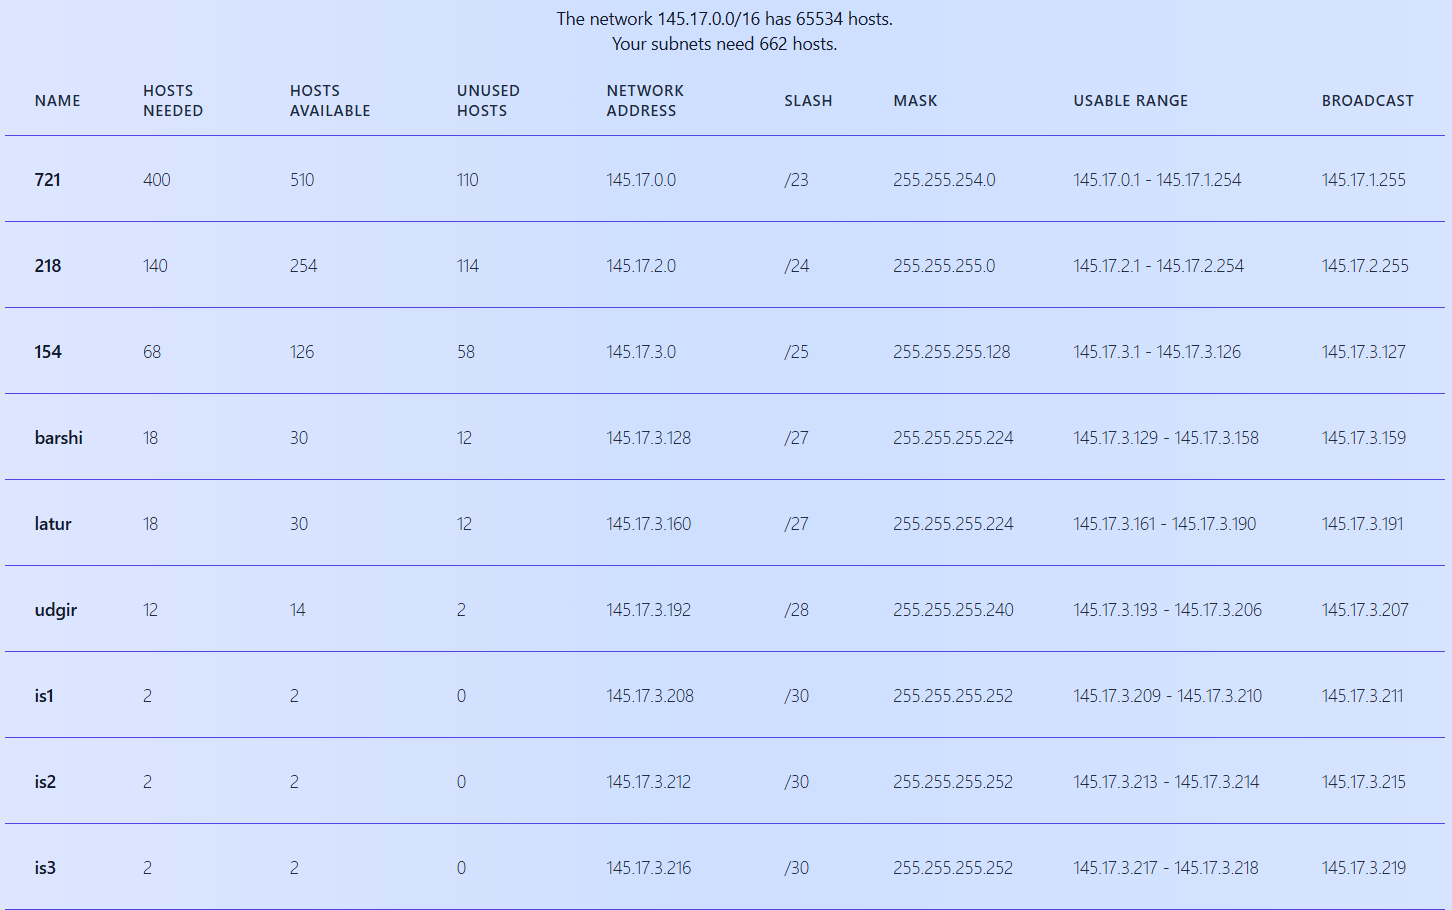 The network 145.17.0.0/16 has 65534 hosts.
Your subnets need 662 hosts.
NAME HOSTS NEEDED HOSTS AVAILABLE UNUSED HOSTS NETWORK ADDRESS SLASH MASK USABLE RANGE BROADCAST
721 400 510 110 145.17.0.0 /23 255.255.254.0 145.17.0.1 - 145.17.1.254 145.17.1.255
218 140 254 114 145.17.2.0 /24 255.255.255.0 145.17.2.1 - 145.17.2.254 145.17.2.255
154 68 126 58 145.17.3.0 /25 255.255.255.128 145.17.3.1 - 145.17.3.126 145.17.3.127
barshi 18 30 12 145.17.3.128 /27 255.255.255.224 145.17.3.129 - 145.17.3.158 145.17.3.159
latur 18 30 12 145.17.3.160 /27 255.255.255.224 145.17.3.161 - 145.17.3.190 145.17.3.191
udgir 12 14 2 145.17.3.192 /28 255.255.255.240 145.17.3.193 - 145.17.3.206 145.17.3.207
is1 2 2 0 145.17.3.208 /30 255.255.255.252 145.17.3.209 - 145.17.3.210 145.17.3.211
is2 2 2 0 145.17.3.212 /30 255.255.255.252 145.17.3.213 - 145.17.3.214 145.17.3.215
is3 2 2 0 145.17.3.216 /30 255.255.255.252 145.17.3.217 - 145.17.3.218 145.17.3.219